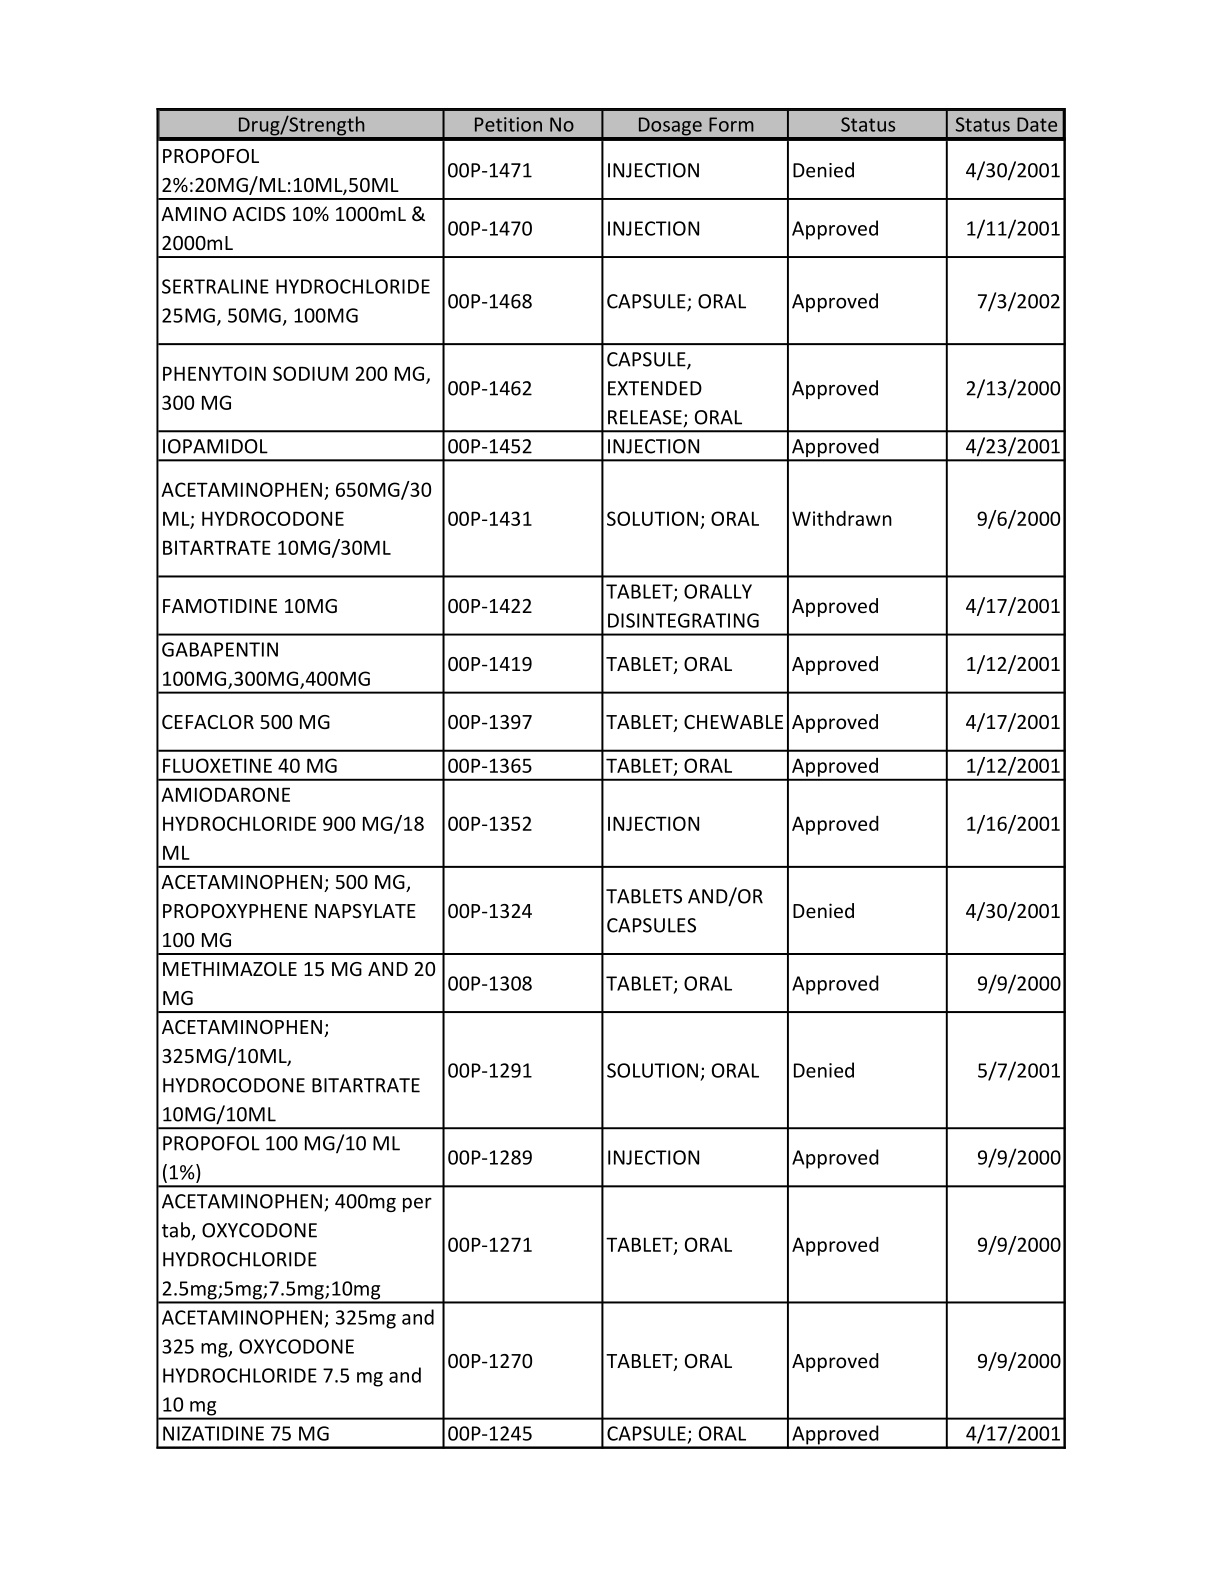 Drug/Strength Petition No Dosage Form Status Status Date
PROPOFOL
2%:20MG/ML:10ML,50ML 00P-1471 INJECTION Denied 4/30/2001
AMINO ACIDS 10% 1000mL &
2000mL 00P-1470 INJECTION Approved 1/11/2001
SERTRALINE HYDROCHLORIDE
25MG, 50MG, 100MG 00P-1468 CAPSULE; ORAL Approved 7/3/2002
PHENYTOIN SODIUM 200 MG,
300 MG 00P-1462 CAPSULE,
EXTENDED
RELEASE; ORAL Approved 2/13/2000
IOPAMIDOL 00P-1452 INJECTION Approved 4/23/2001
ACETAMINOPHEN; 650MG/30
ML; HYDROCODONE
BITARTRATE 10MG/30ML 00P-1431 SOLUTION; ORAL Withdrawn 9/6/2000
FAMOTIDINE 10MG 00P-1422 TABLET; ORALLY
DISINTEGRATING Approved 4/17/2001
GABAPENTIN
100MG,300MG,400MG 00P-1419 TABLET; ORAL Approved 1/12/2001
CEFACLOR 500 MG 00P-1397 TABLET; CHEWABLE Approved 4/17/2001
FLUOXETINE 40 MG 00P-1365 TABLET; ORAL Approved 1/12/2001
AMIODARONE
HYDROCHLORIDE 900 MG/18
ML 00P-1352 INJECTION Approved 1/16/2001
ACETAMINOPHEN; 500 MG,
PROPOXYPHENE NAPSYLATE
100 MG 00P-1324 TABLETS AND/OR
CAPSULES Denied 4/30/2001
METHIMAZOLE 15 MG AND 20
MG 00P-1308 TABLET; ORAL Approved 9/9/2000
ACETAMINOPHEN;
325MG/10ML,
HYDROCODONE BITARTRATE
10MG/10ML 00P-1291 SOLUTION; ORAL Denied 5/7/2001
PROPOFOL 100 MG/10 ML
(1%) 00P-1289 INJECTION Approved 9/9/2000
ACETAMINOPHEN; 400mg per
tab, OXYCODONE
HYDROCHLORIDE
2.5mg;5mg;7.5mg;10mg 00P-1271 TABLET; ORAL Approved 9/9/2000
ACETAMINOPHEN; 325mg and
325 mg, OXYCODONE
HYDROCHLORIDE 7.5 mg and
10 mg 00P-1270 TABLET; ORAL Approved 9/9/2000
NIZATIDINE 75 MG 00P-1245 CAPSULE; ORAL Approved 4/17/2001